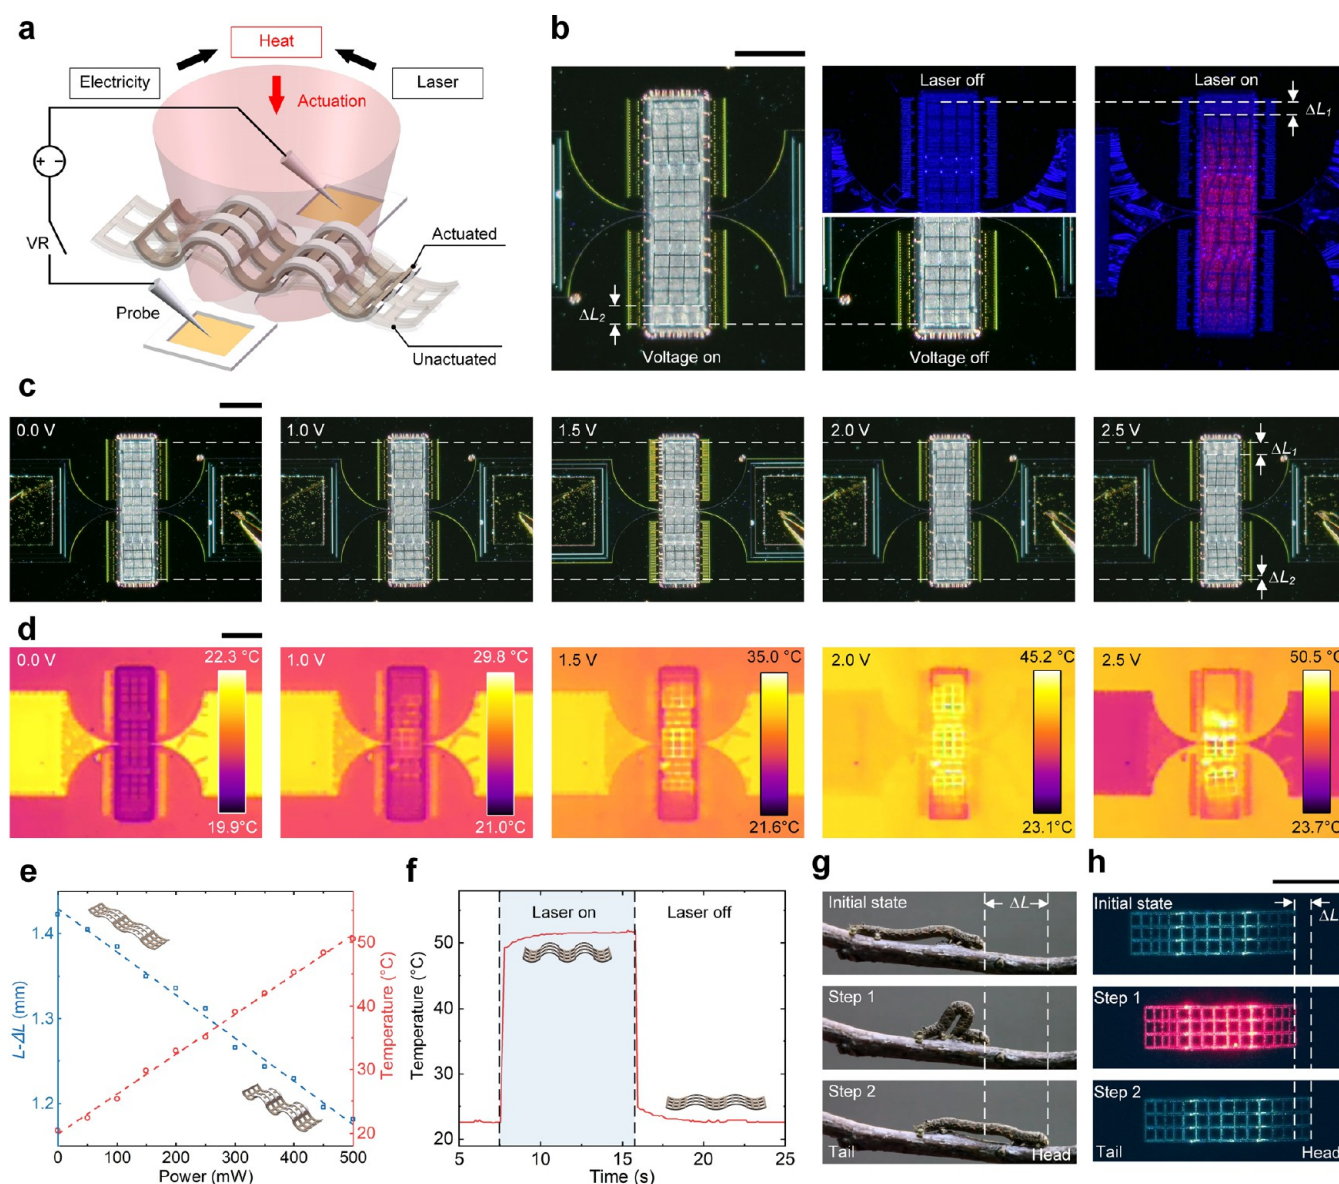 a
Heat
Electricity
Laser
Actuation
+ −
VR
Actuated
Probe
Unactuated
b
Laser off
Laser on
ΔL1
ΔL2
Voltage on
Voltage off
c
0.0 V
1.0 V
1.5 V
2.0 V
2.5 V
ΔL1
ΔL2
d
0.0 V
22.3 °C
19.9°C
1.0 V
29.8 °C
21.0°C
1.5 V
35.0 °C
21.6°C
2.0 V
45.2 °C
23.1°C
2.5 V
50.5 °C
23.7°C
e
L-ΔL (mm)
1.4
1.3
1.2
50
40
30
20
Temperature (°C)
0 100 200 300 400 500
Power (mW)
f
Temperature (°C)
52
42
32
22
Laser on
Laser off
5 10 15 20 25
Time (s)
g
Initial state
ΔL
Step 1
Step 2
Tail
Head
h
Initial state
ΔL
Step 1
Step 2
Tail
Head